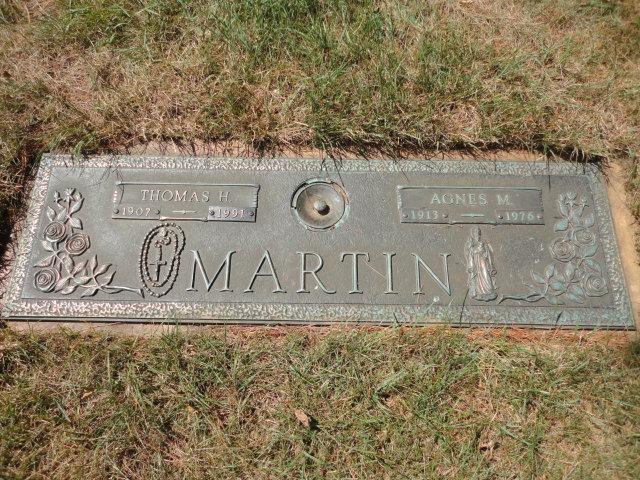 THOMAS H.
1907 — 1991
AGNES M.
1913 — 1976
MARTIN